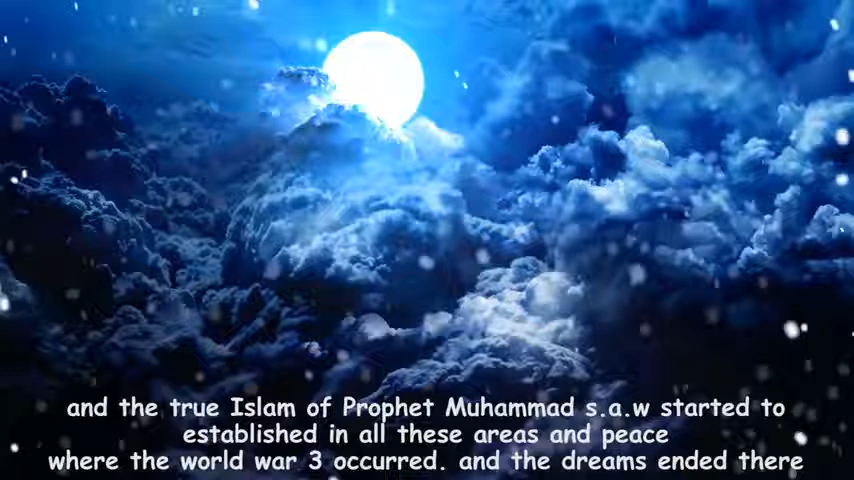 and the true Islam of Prophet Muhammad s.a.w started to
established in all these areas and peace
where the world war 3 occurred. and the dreams ended there